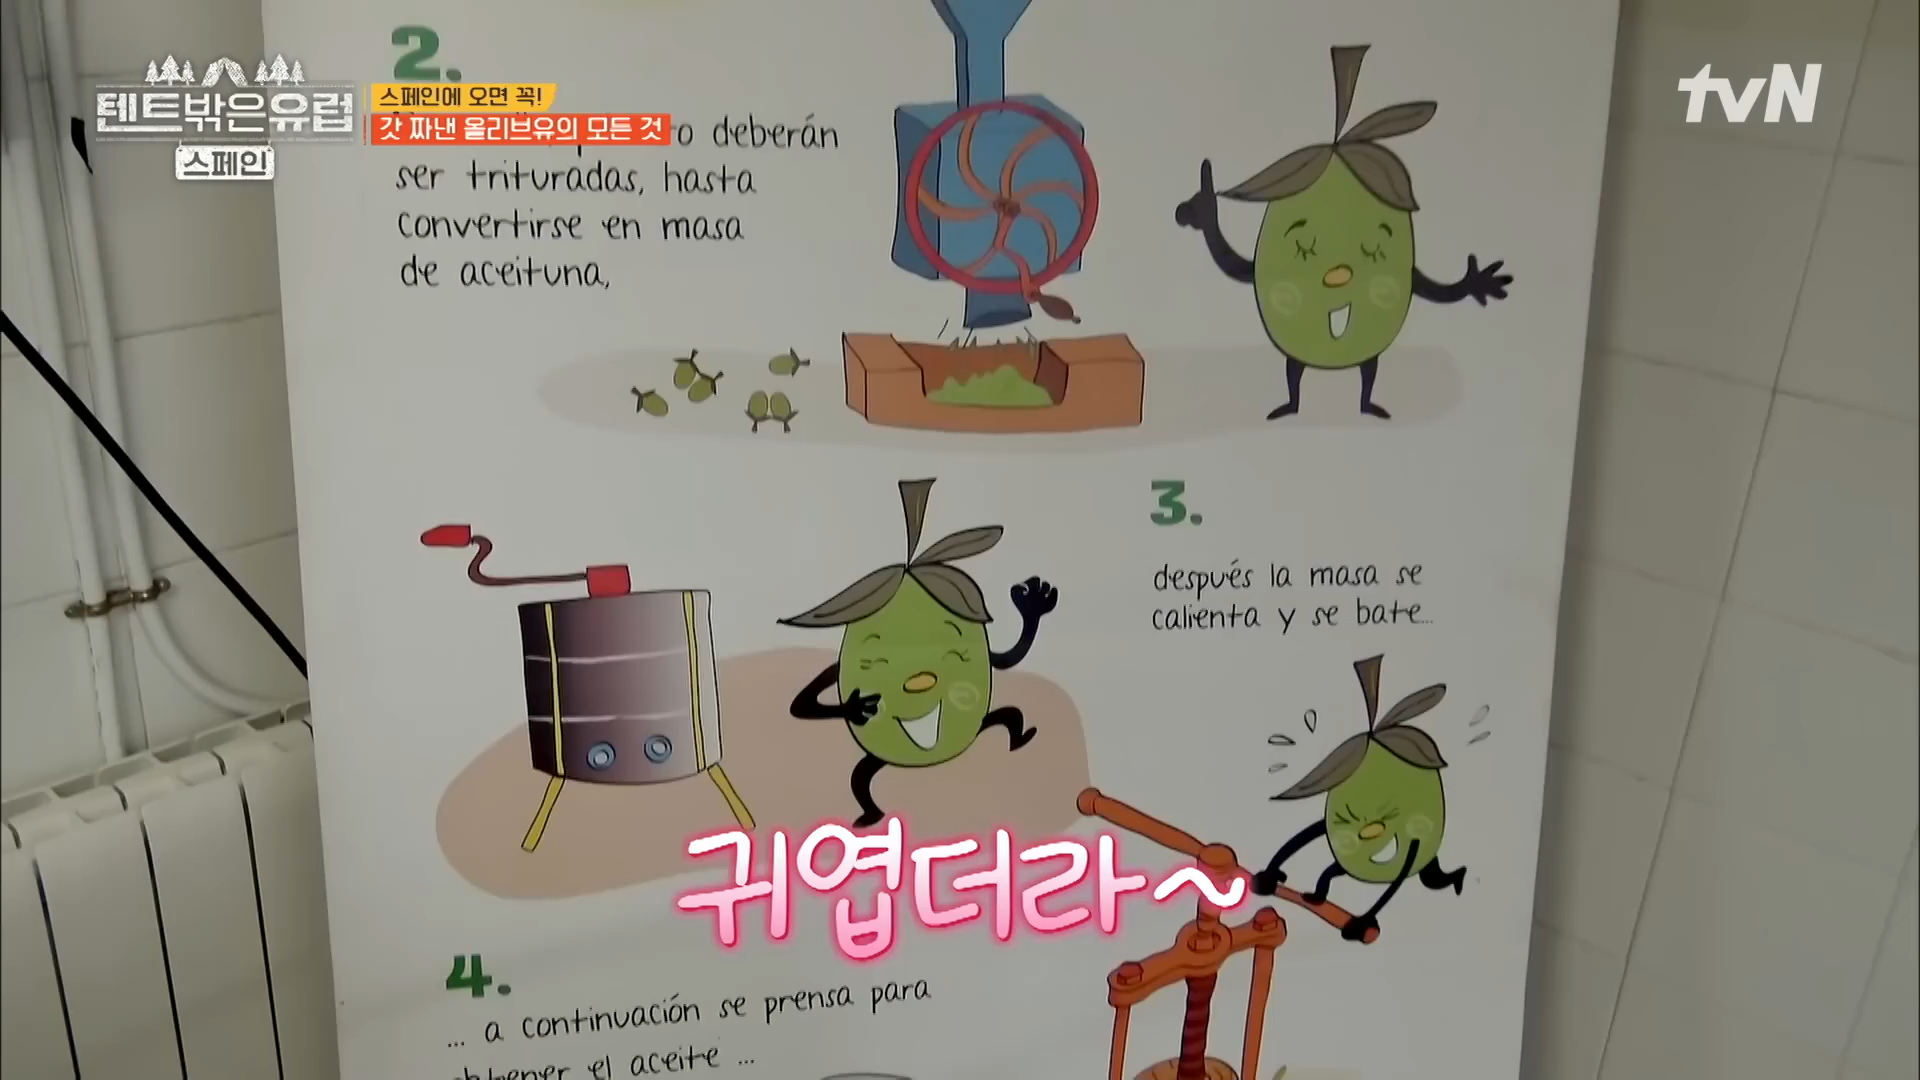 텐트밖은유럽
스페인
스페인에 오면 꼭!
갓 짜낸 올리브유의 모든 것
tvN
2.
deberán
ser trituradas, hasta
convertirse en masa
de aceituna,
3.
después la masa se
calienta y se bate...
귀엽더라~
4.
... a continuación se prensa para
el aceite ...